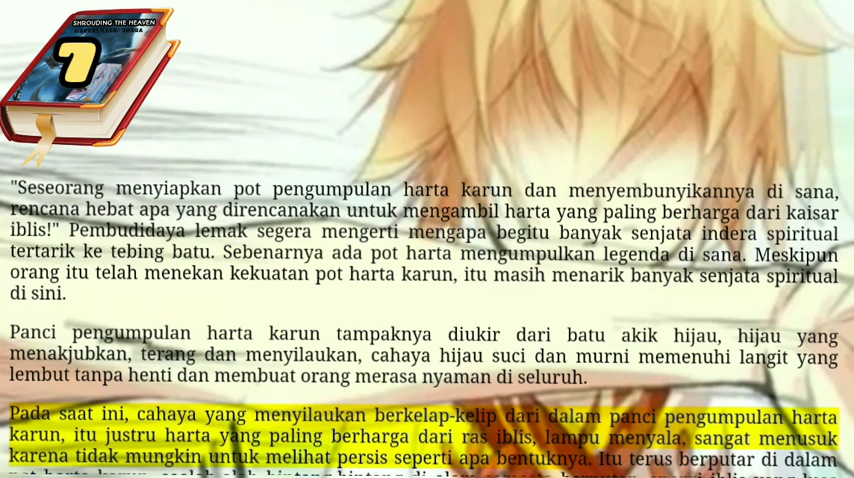 SHROUDING THE HEAVEN
7
"Seseorang menyiapkan pot pengumpulan harta karun dan menyembunyikannya di sana,
rencana hebat apa yang direncanakan untuk mengambil harta yang paling berharga dari kaisar
iblis!" Pembudidaya lemak segera mengerti mengapa begitu banyak senjata indera spiritual
tertarik ke tebing batu. Sebenarnya ada pot harta mengumpulkan legenda di sana. Meskipun
orang itu telah menekan kekuatan pot harta karun, itu masih menarik banyak senjata spiritual
di sini.
Panci pengumpulan harta karun tampaknya diukir dari batu akik hijau, hijau yang
menakjubkan, terang dan menyilaukan, cahaya hijau suci dan murni memenuhi langit yang
lembut tanpa henti dan membuat orang merasa nyaman di seluruh.
Pada saat ini, cahaya yang menyilaukan berkelap-kelip dari dalam panci pengumpulan harta
karun, itu justru harta yang paling berharga dari ras iblis, lampu menyala, sangat menusuk
karena tidak mungkin untuk melihat persis seperti apa bentuknya. Itu terus berputar di dalam